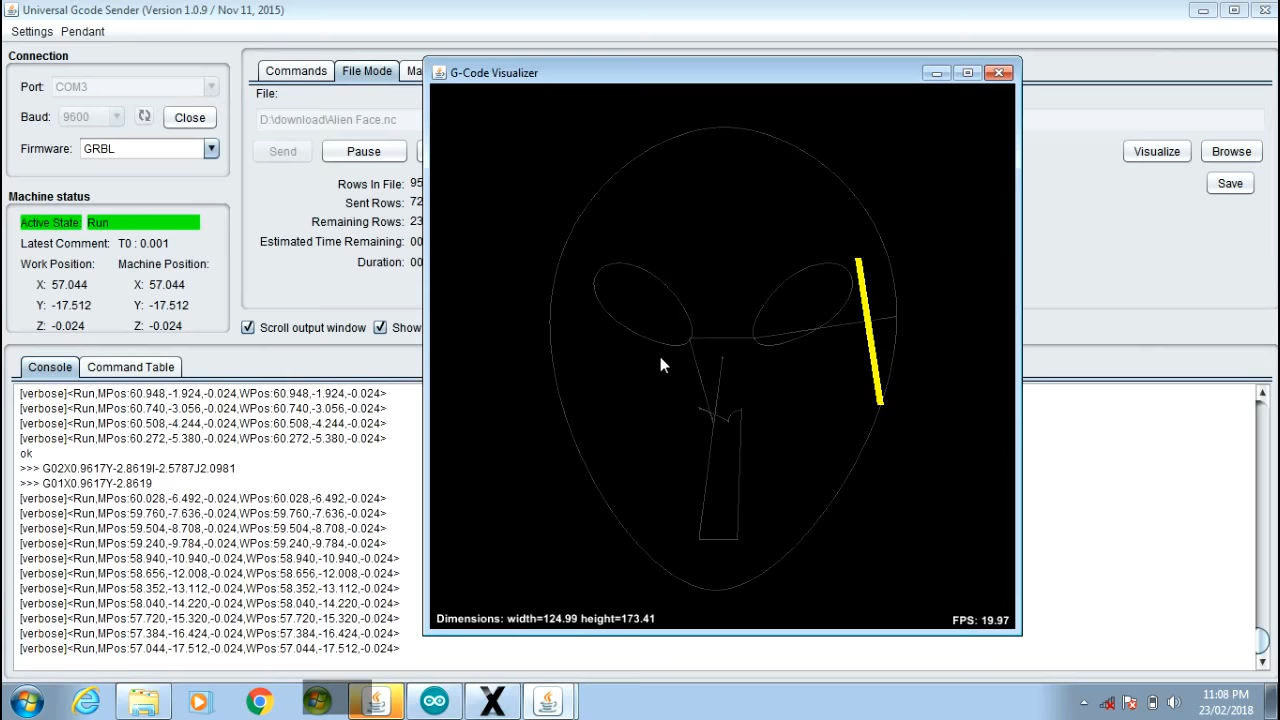 Universal Gcode Sender (Version 1.0.9 / Nov 11, 2015)
Settings Pendant
Connection
Port: COM3
Baud: 9600 Close
Firmware: GRBL
Machine status
Active State: Run
Latest Comment: T0 : 0.001
Work Position: Machine Position:
X: 57.044 X: 57.044
Y: -17.512 Y: -17.512
Z: -0.024 Z: -0.024
Commands File Mode Ma
File:
D:\download\Alien Face.nc
Send Pause Visualize Browse
Save
Rows In File: 95
Sent Rows: 72
Remaining Rows: 23
Estimated Time Remaining: 00
Duration: 00
Scroll output window Show
G-Code Visualizer
Dimensions: width=124.99 height=173.41
FPS: 19.97
Console Command Table
[verbose]<Run,MPos:60.948,-1.924,-0.024,WPos:60.948,-1.924,-0.024>
[verbose]<Run,MPos:60.740,-3.056,-0.024,WPos:60.740,-3.056,-0.024>
[verbose]<Run,MPos:60.508,-4.244,-0.024,WPos:60.508,-4.244,-0.024>
[verbose]<Run,MPos:60.272,-5.380,-0.024,WPos:60.272,-5.380,-0.024>
ok
>>> G02X0.9617Y-2.8619I-2.5787J2.0981
>>> G01X0.9617Y-2.8619
[verbose]<Run,MPos:60.028,-6.492,-0.024,WPos:60.028,-6.492,-0.024>
[verbose]<Run,MPos:59.760,-7.636,-0.024,WPos:59.760,-7.636,-0.024>
[verbose]<Run,MPos:59.504,-8.708,-0.024,WPos:59.504,-8.708,-0.024>
[verbose]<Run,MPos:59.240,-9.784,-0.024,WPos:59.240,-9.784,-0.024>
[verbose]<Run,MPos:58.940,-10.940,-0.024,WPos:58.940,-10.940,-0.024>
[verbose]<Run,MPos:58.656,-12.008,-0.024,WPos:58.656,-12.008,-0.024>
[verbose]<Run,MPos:58.352,-13.112,-0.024,WPos:58.352,-13.112,-0.024>
[verbose]<Run,MPos:58.040,-14.220,-0.024,WPos:58.040,-14.220,-0.024>
[verbose]<Run,MPos:57.720,-15.320,-0.024,WPos:57.720,-15.320,-0.024>
[verbose]<Run,MPos:57.384,-16.424,-0.024,WPos:57.384,-16.424,-0.024>
[verbose]<Run,MPos:57.044,-17.512,-0.024,WPos:57.044,-17.512,-0.024>
11:08 PM
23/02/2018